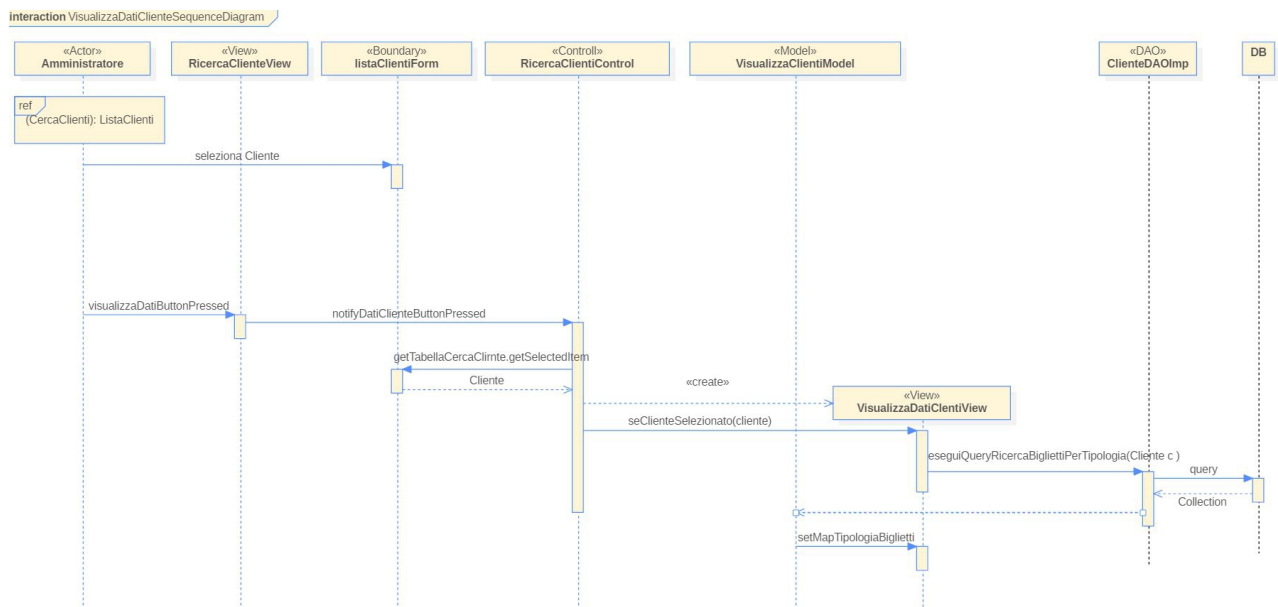 interaction VisualizzaDatiClienteSequenceDiagram
«Actor»
Amministratore
«View»
RicercaClienteView
«Boundary»
listaClientiForm
«Controll»
RicercaClientiControl
«Model»
VisualizzaClientiModel
«DAO»
ClienteDAOImp
DB
ref
(CercaClienti): ListaClienti
seleziona Cliente
visualizzaDatiButtonPressed
notifyDatiClienteButtonPressed
getTabellaCercaClirnte.getSelectedItem
Cliente
«create»
«View»
VisualizzaDatiClentiView
seClienteSelezionato(cliente)
eseguiQueryRicercaBigliettiPerTipologia(Cliente c )
query
Collection
setMapTipologiaBiglietti